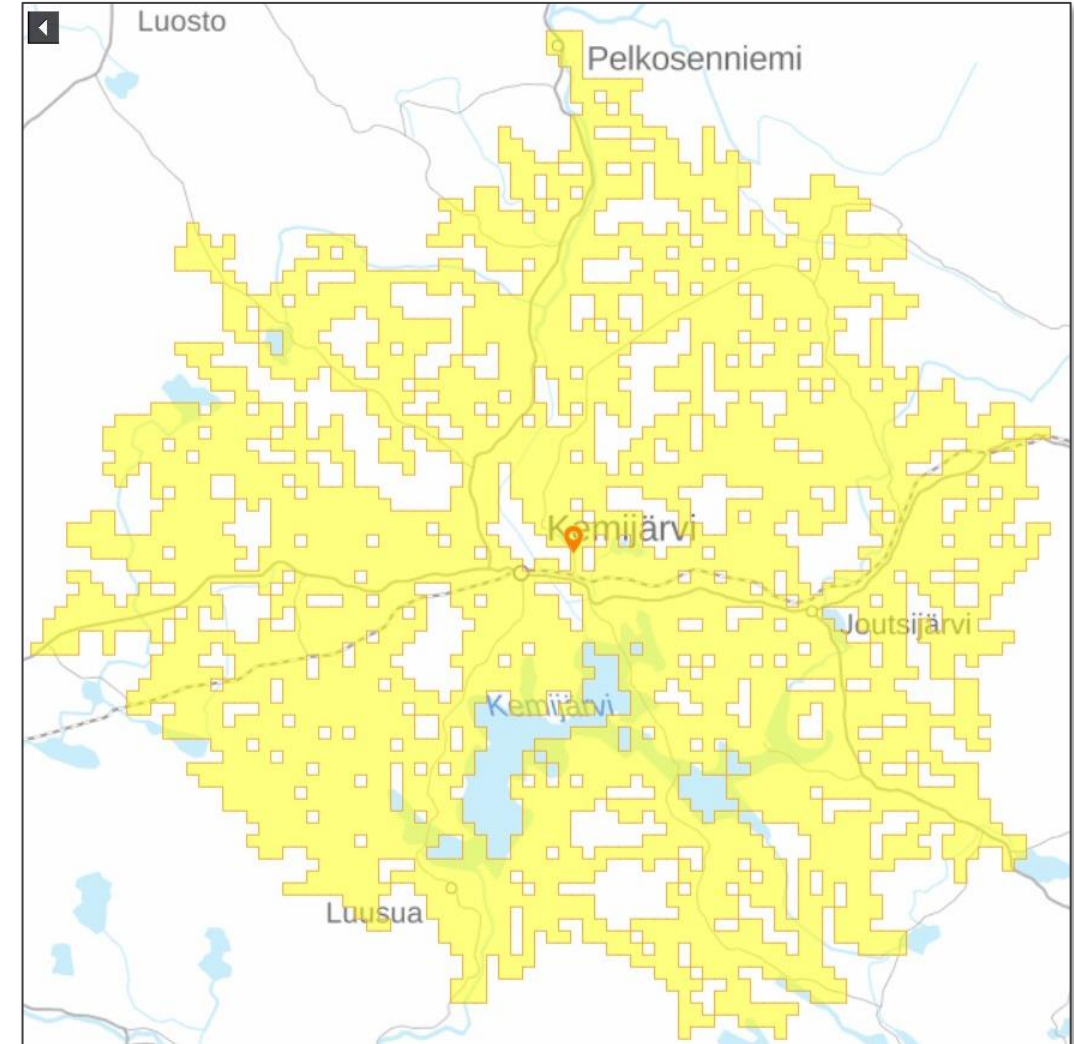 Luosto
Pelkosenniemi
Kemijärvi
Joutsijärvi
Kemijärvi
Luusua